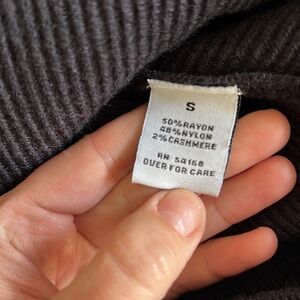 S
50%RAYON
48%NYLON
2%CASHMERE
RN 54168
OVER FOR CARE